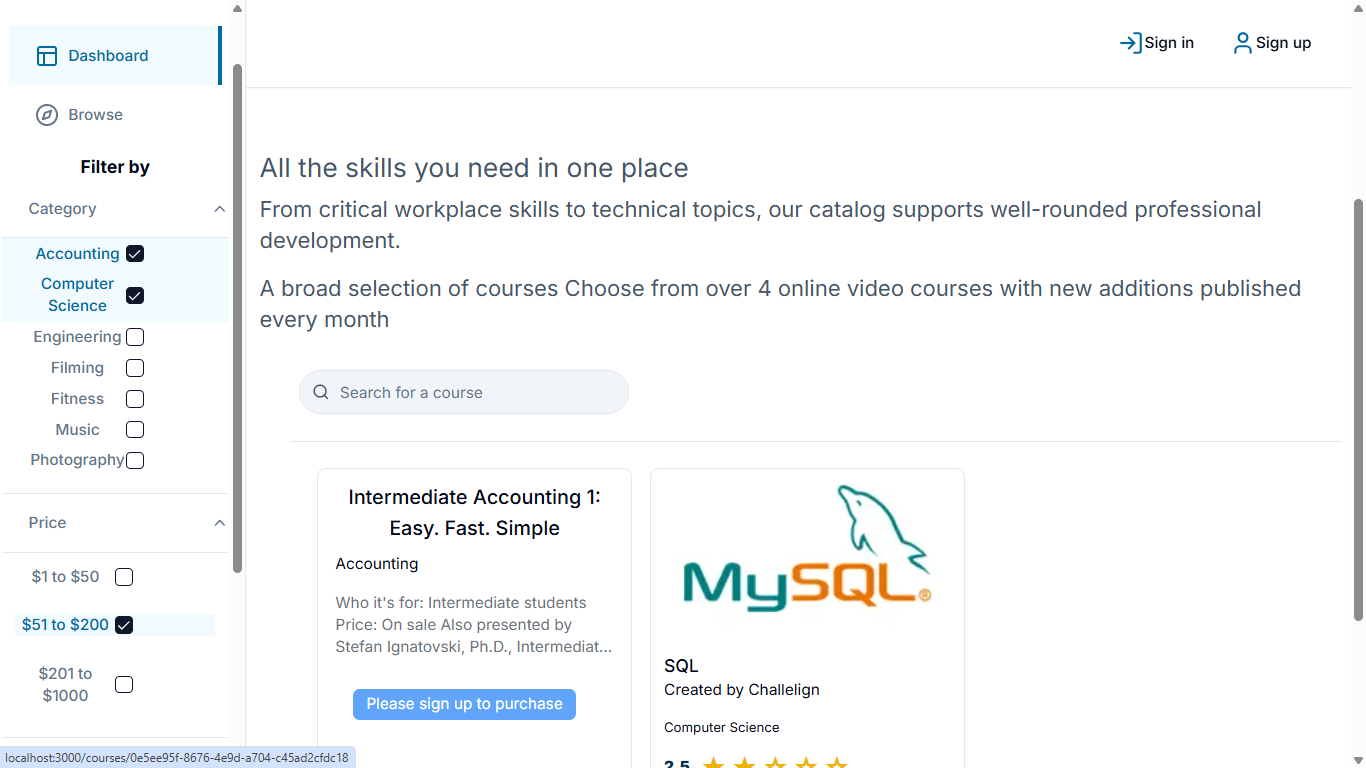 Dashboard
Sign in
Sign up
Browse
Filter by
Category
Accounting
Computer
Science
Engineering
Filming
Fitness
Music
Photography
Price
$1 to $50
$51 to $200
$201 to
$1000
All the skills you need in one place
From critical workplace skills to technical topics, our catalog supports well-rounded professional
development.
A broad selection of courses Choose from over 4 online video courses with new additions published
every month
Search for a course
Intermediate Accounting 1:
Easy. Fast. Simple
Accounting
Who it's for: Intermediate students
Price: On sale Also presented by
Stefan Ignatovski, Ph.D., Intermediat...
Please sign up to purchase
MySQL®
SQL
Created by Challelign
Computer Science
2.5
localhost:3000/courses/0e5ee95f-8676-4e9d-a704-c45ad2cfdc18